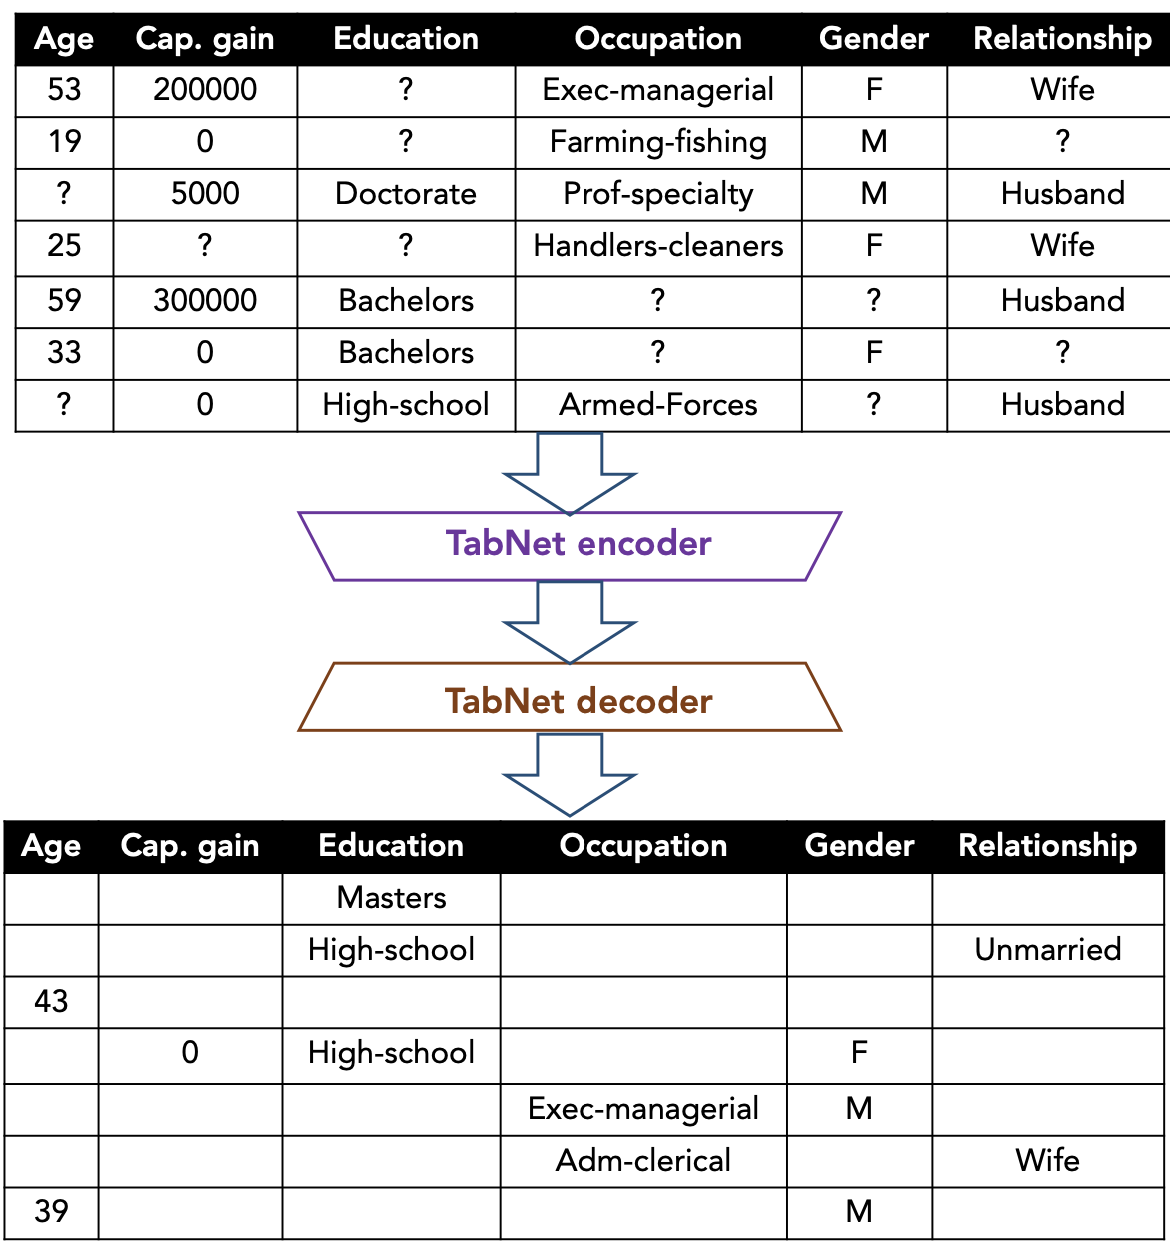 Age Cap. gain Education Occupation Gender Relationship
53 200000 ? Exec-managerial F Wife
19 0 ? Farming-fishing M ?
? 5000 Doctorate Prof-specialty M Husband
25 ? ? Handlers-cleaners F Wife
59 300000 Bachelors ? ? Husband
33 0 Bachelors ? F ?
? 0 High-school Armed-Forces ? Husband
TabNet encoder
TabNet decoder
Age Cap. gain Education Occupation Gender Relationship
Masters
High-school Unmarried
43
0 High-school F
Exec-managerial M
Adm-clerical Wife
39 M